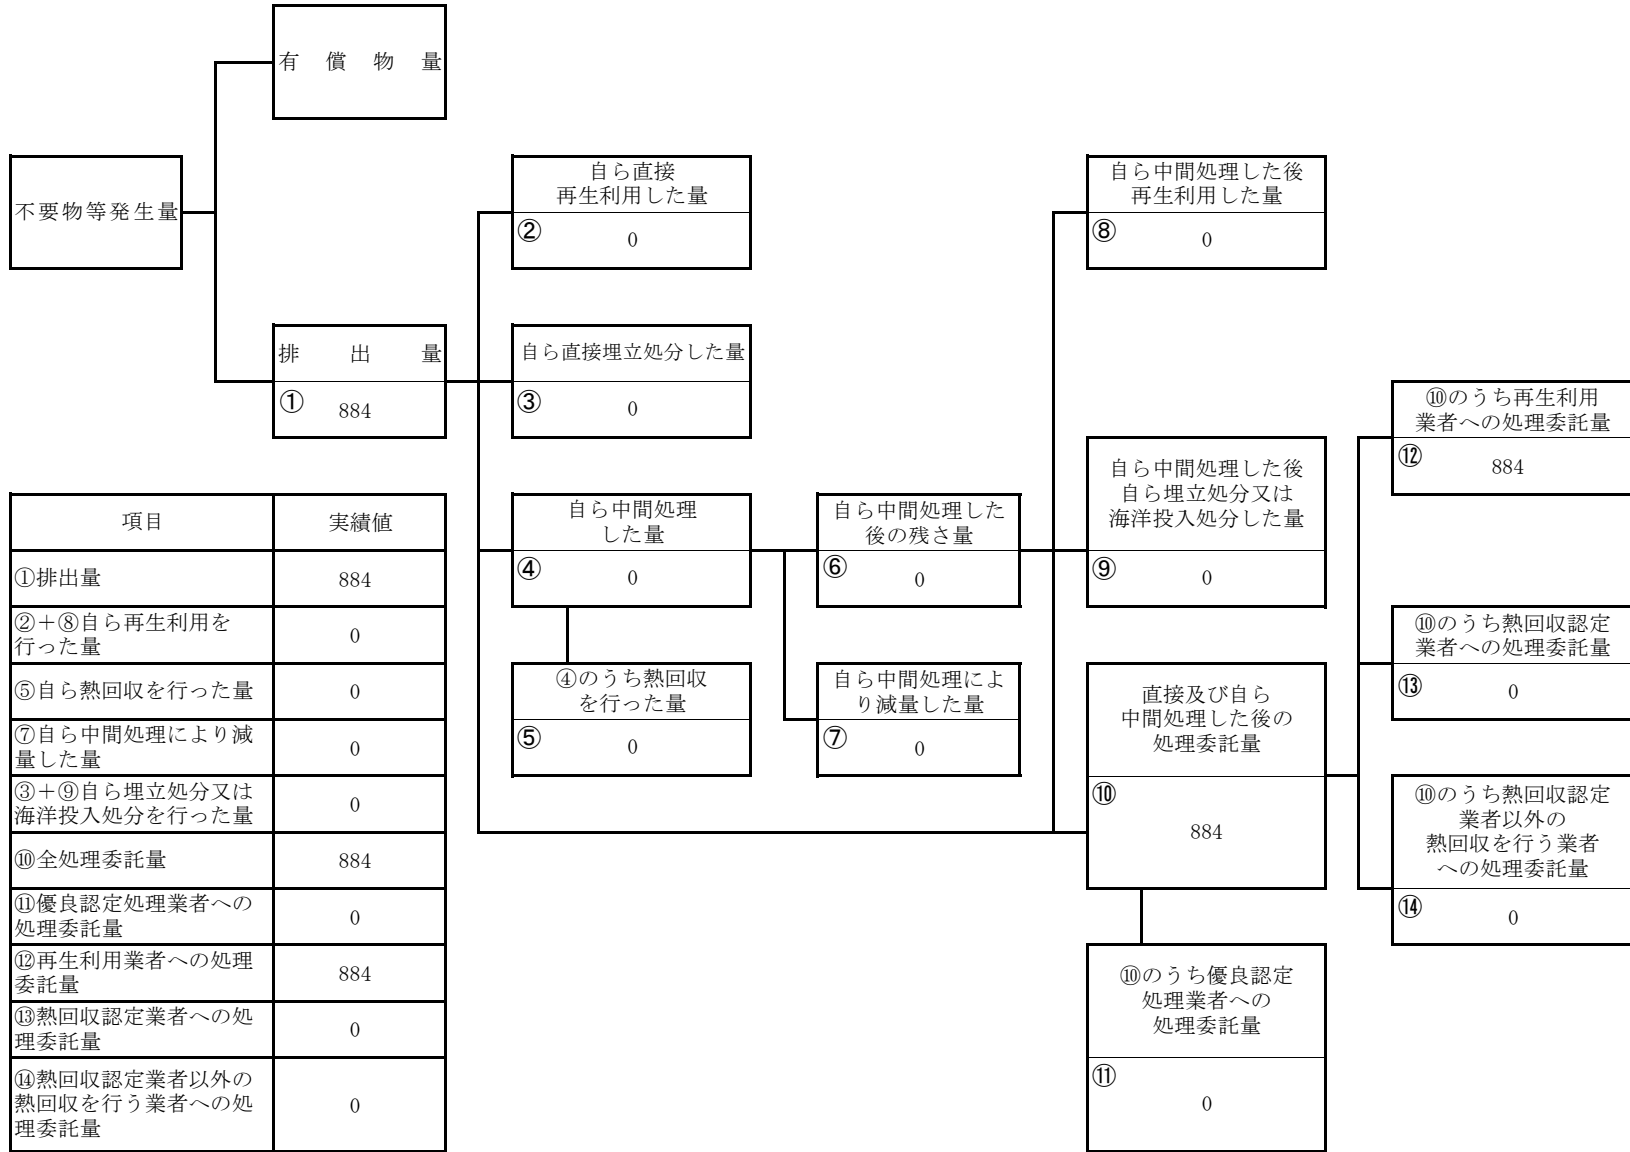 有償物量
不要物等発生量
自ら直接
再生利用した量
② 0
自ら中間処理した後
再生利用した量
⑧ 0
排出量
① 884
自ら直接埋立処分した量
③ 0
⑩のうち再生利用
業者への処理委託量
⑫ 884
自ら中間処理した後
自ら埋立処分又は
海洋投入処分した量
⑨ 0
自ら中間処理
した量
④ 0
自ら中間処理した
後の残さ量
⑥ 0
⑩のうち熱回収認定
業者への処理委託量
⑬ 0
④のうち熱回収
を行った量
⑤ 0
自ら中間処理によ
り減量した量
⑦ 0
直接及び自ら
中間処理した後の
処理委託量
⑩
884
⑩のうち熱回収認定
業者以外の
熱回収を行う業者
への処理委託量
⑭ 0
⑩のうち優良認定
処理業者への
処理委託量
⑪
0
項目 実績値
①排出量 884
②＋⑧自ら再生利用を
行った量 0
⑤自ら熱回収を行った量 0
⑦自ら中間処理により減
量した量 0
③＋⑨自ら埋立処分又は
海洋投入処分を行った量 0
⑩全処理委託量 884
⑪優良認定処理業者への
処理委託量 0
⑫再生利用業者への処理
委託量 884
⑬熱回収認定業者への処
理委託量 0
⑭熱回収認定業者以外の
熱回収を行う業者への処
理委託量 0